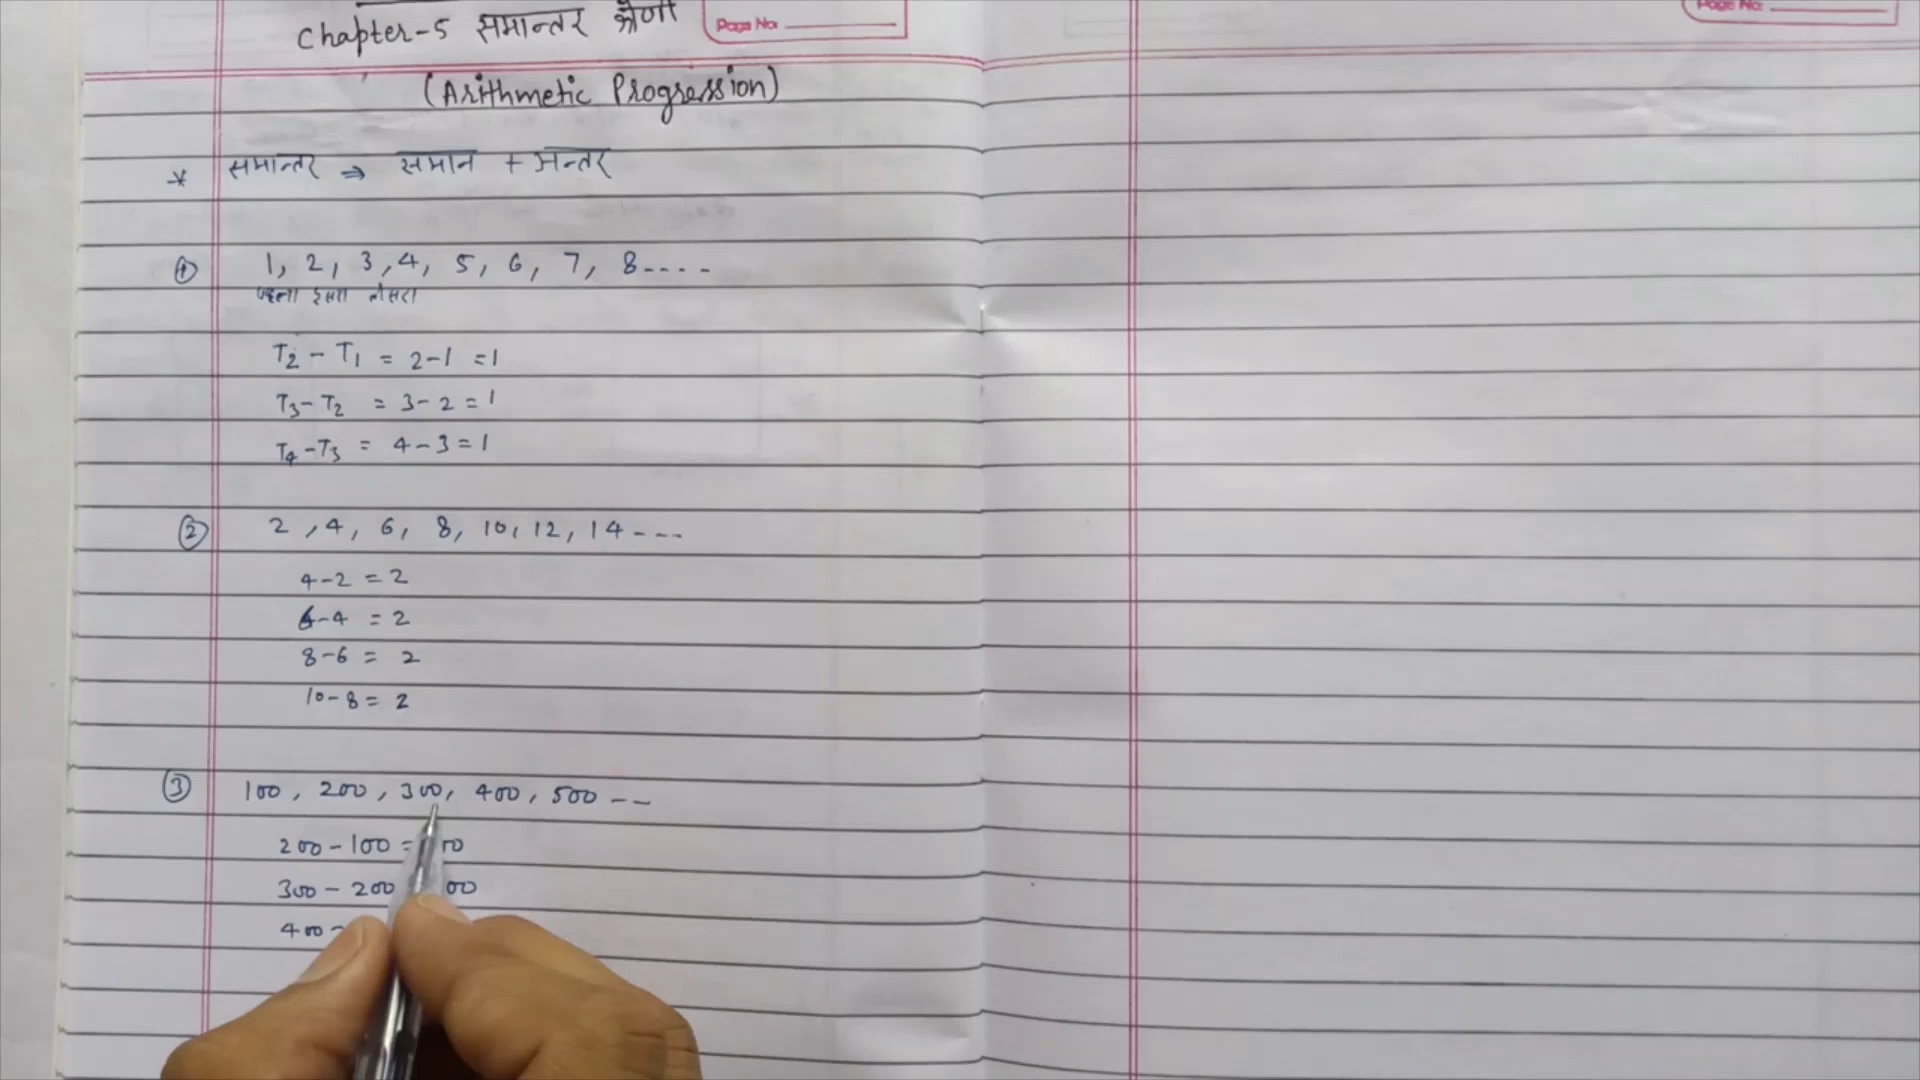 Chapter-5 समान्तर श्रेणी
Page No:
Page No:
(Arithmetic Progression)
* समान्तर ⇒ समान + अन्तर
① 1, 2, 3, 4, 5, 6, 7, 8....
पहला दूसरा तीसरा
T2 - T1 = 2-1 = 1
T3 - T2 = 3-2 = 1
T4 - T3 = 4-3 = 1
② 2, 4, 6, 8, 10, 12, 14 ---
4-2 = 2
6-4 = 2
8-6 = 2
10-8 = 2
③ 100, 200, 300, 400, 500 --
200 - 100 =
300 - 200
400 -